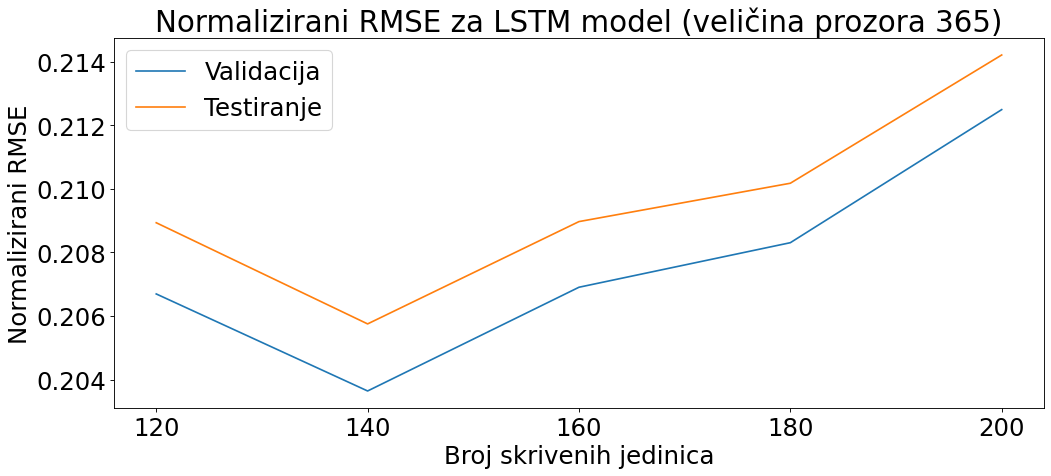 Normalizirani RMSE za LSTM model (veličina prozora 365)
Validacija
Testiranje
Normalizirani RMSE
0.214
0.212
0.210
0.208
0.206
0.204
120 140 160 180 200
Broj skrivenih jedinica